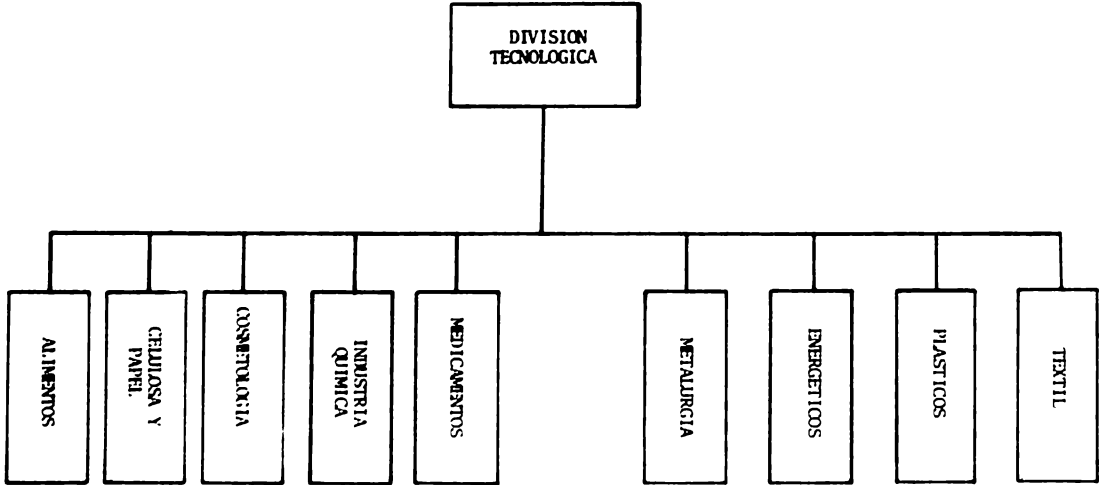 DIVISION
TECNOLOGICA
ALIMENTOS
CELULOSA Y
PAPEL
COSMETOLOGIA
INDUSTRIA
QUIMICA
MEDICAMENTOS
METALURGIA
ENERGETICOS
PLASTICOS
TEXTIL